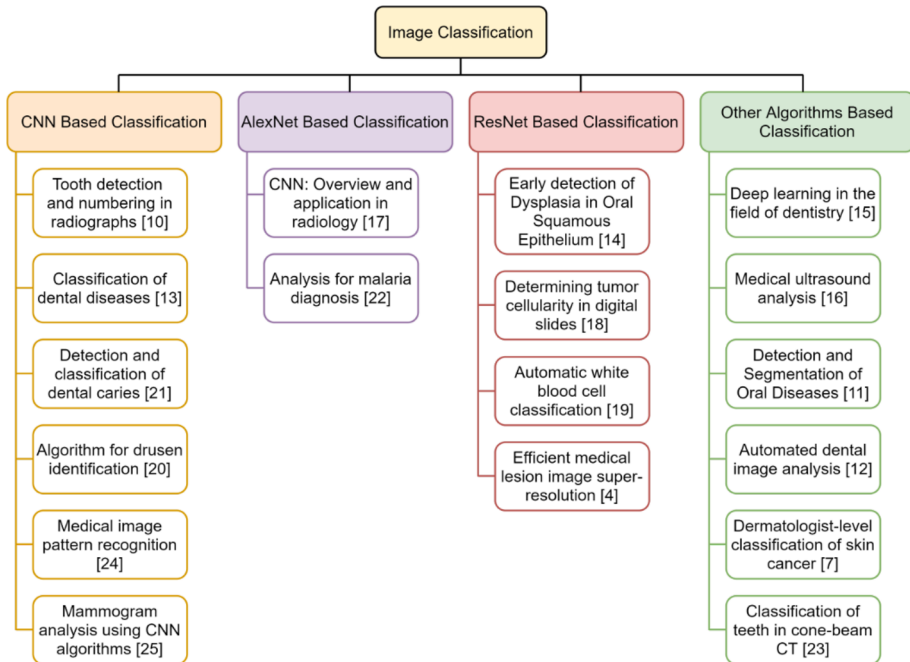 Image Classification
CNN Based Classification
Tooth detection
and numbering in
radiographs [10]
Classification of
dental diseases [13]
Detection and
classification of
dental caries [21]
Algorithm for drusen
identification [20]
Medical image
pattern recognition
[24]
Mammogram
analysis using CNN
algorithms [25]
AlexNet Based Classification
CNN: Overview and
application in
radiology [17]
Analysis for malaria
diagnosis [22]
ResNet Based Classification
Early detection of
Dysplasia in Oral
Squamous
Epithelium [14]
Determining tumor
cellularity in digital
slides [18]
Automatic white
blood cell
classification [19]
Efficient medical
lesion image super-
resolution [4]
Other Algorithms Based
Classification
Deep learning in the
field of dentistry [15]
Medical ultrasound
analysis [16]
Detection and
Segmentation of
Oral Diseases [11]
Automated dental
image analysis [12]
Dermatologist-level
classification of skin
cancer [7]
Classification of
teeth in cone-beam
CT [23]